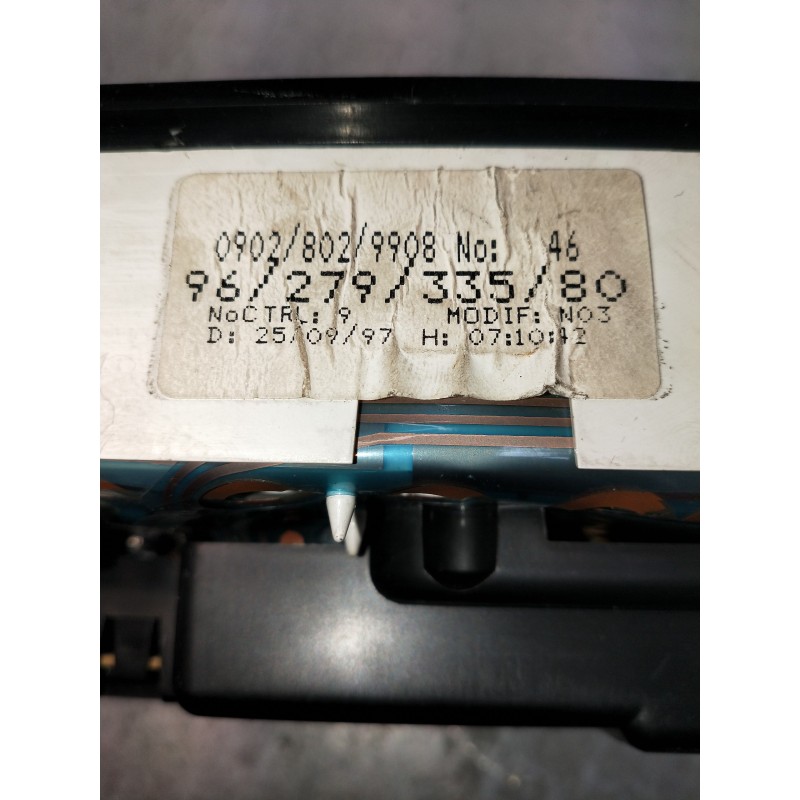 0902/802/9908 No: 46
96/279/335/80
NoCTRL: 9 MODIF: NO3
D: 25/09/97 H: 07:10:42